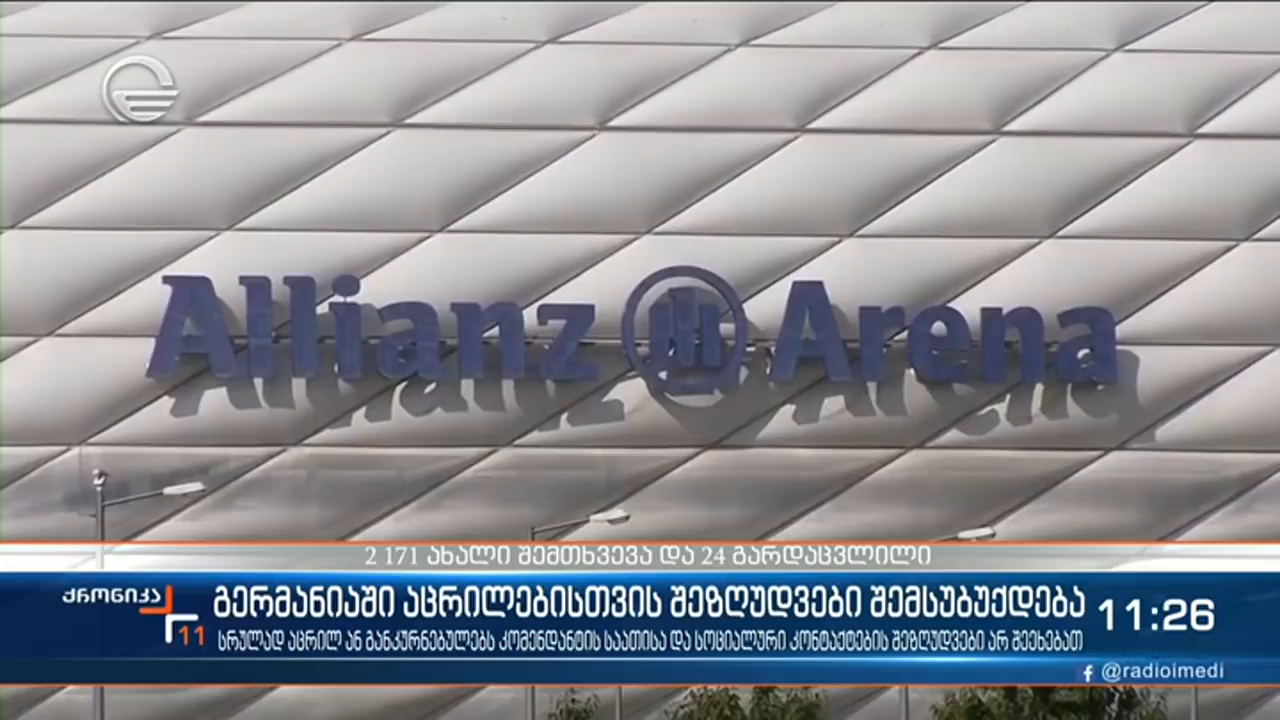 Allianz Arena
2 171 ახალი შემთხვევა და 24 გარდაცვლილი
ქრონიკა
11
გერმანიაში აცრილებისთვის შეზღუდვები შემსუბუქდება
11:26
სრულად აცრილ ან განკურნებულებს კომენდანტის საათისა და სოციალური კონტაქტების შეზღუდვები არ შეეხებათ
f @radioimedi